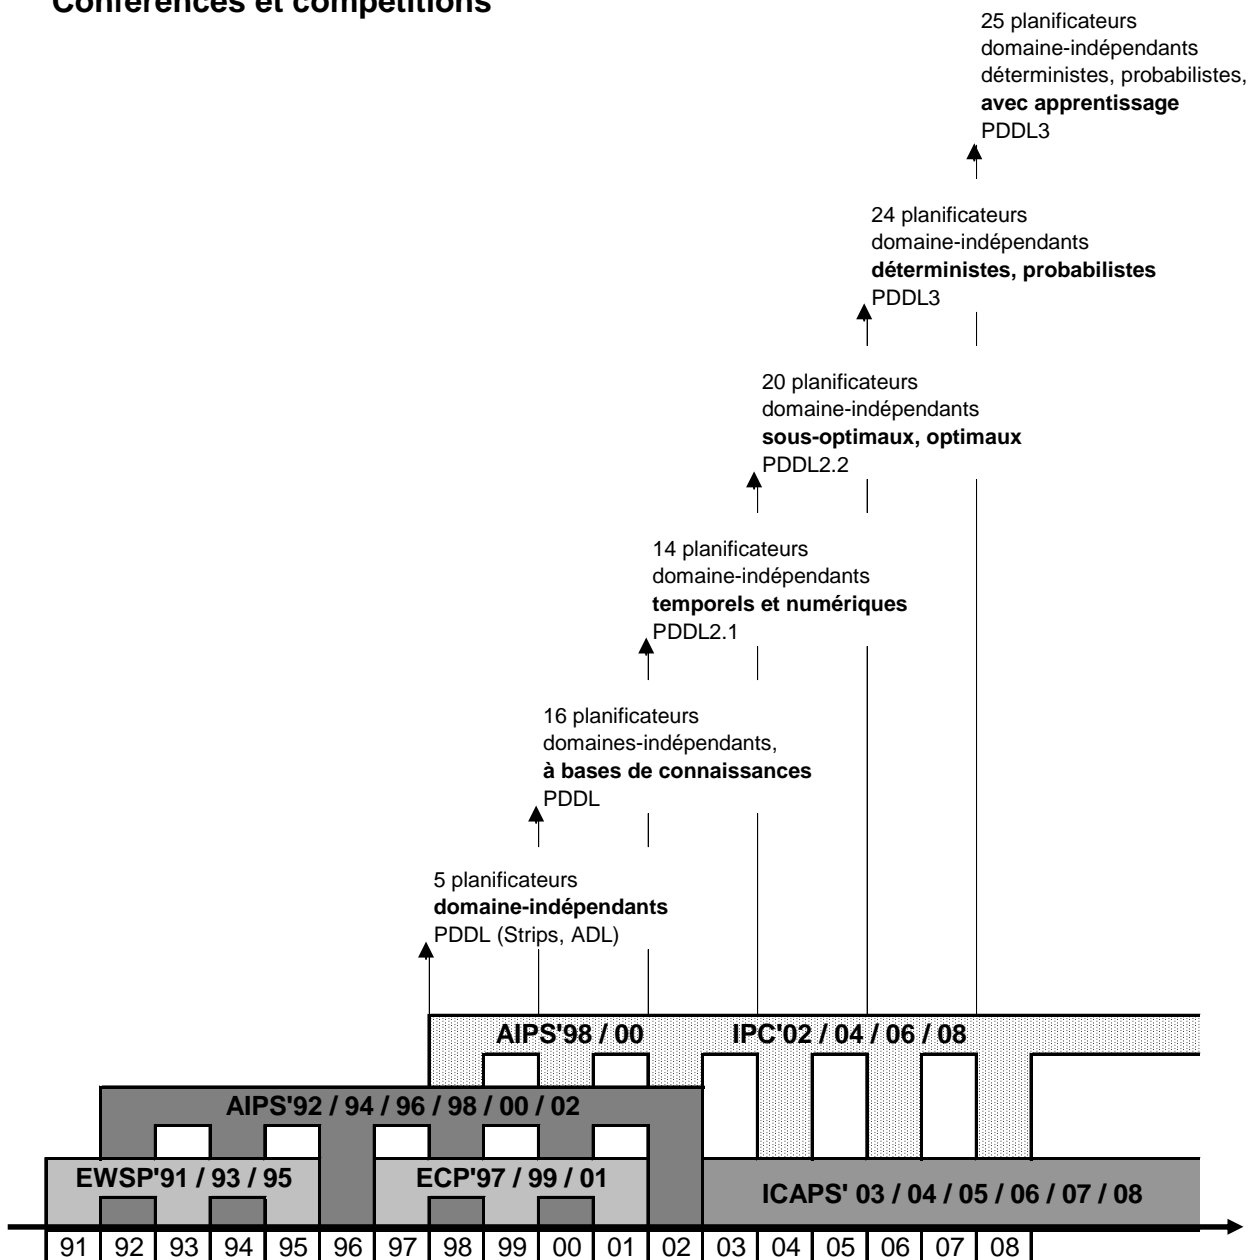 Conférences et compétitions
25 planificateurs
domaine-indépendants
déterministes, probabilistes,
avec apprentissage
PDDL3
24 planificateurs
domaine-indépendants
déterministes, probabilistes
PDDL3
20 planificateurs
domaine-indépendants
sous-optimaux, optimaux
PDDL2.2
14 planificateurs
domaine-indépendants
temporels et numériques
PDDL2.1
16 planificateurs
domaines-indépendants,
à bases de connaissances
PDDL
5 planificateurs
domaine-indépendants
PDDL (Strips, ADL)
AIPS'98 / 00 IPC'02 / 04 / 06 / 08
AIPS'92 / 94 / 96 / 98 / 00 / 02
EWSP'91 / 93 / 95 ECP'97 / 99 / 01 ICAPS' 03 / 04 / 05 / 06 / 07 / 08
91 92 93 94 95 96 97 98 99 00 01 02 03 04 05 06 07 08